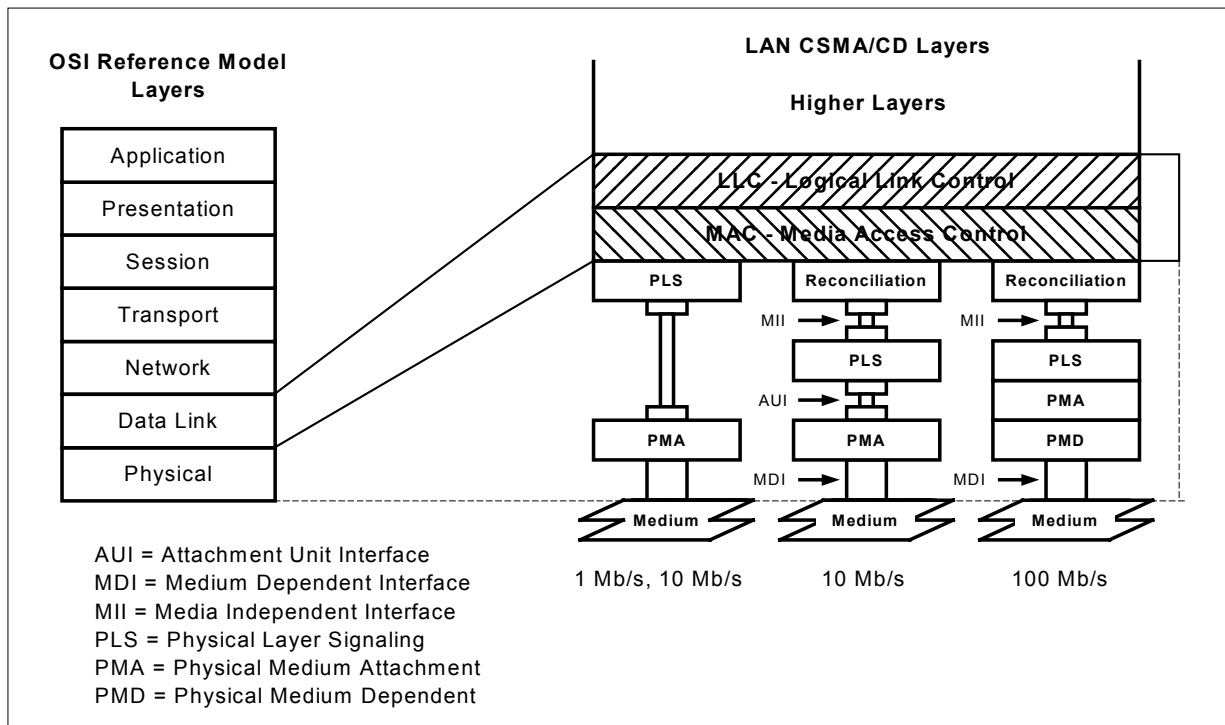 OSI Reference Model
Layers
Application
Presentation
Session
Transport
Network
Data Link
Physical
LAN CSMA/CD Layers
Higher Layers
LLC - Logical Link Control
MAC - Media Access Control
PLS
PMA
Medium
1 Mb/s, 10 Mb/s
Reconciliation
MII
PLS
AUI
PMA
MDI
Medium
10 Mb/s
Reconciliation
MII
PLS
PMA
PMD
MDI
Medium
100 Mb/s
AUI = Attachment Unit Interface
MDI = Medium Dependent Interface
MII = Media Independent Interface
PLS = Physical Layer Signaling
PMA = Physical Medium Attachment
PMD = Physical Medium Dependent